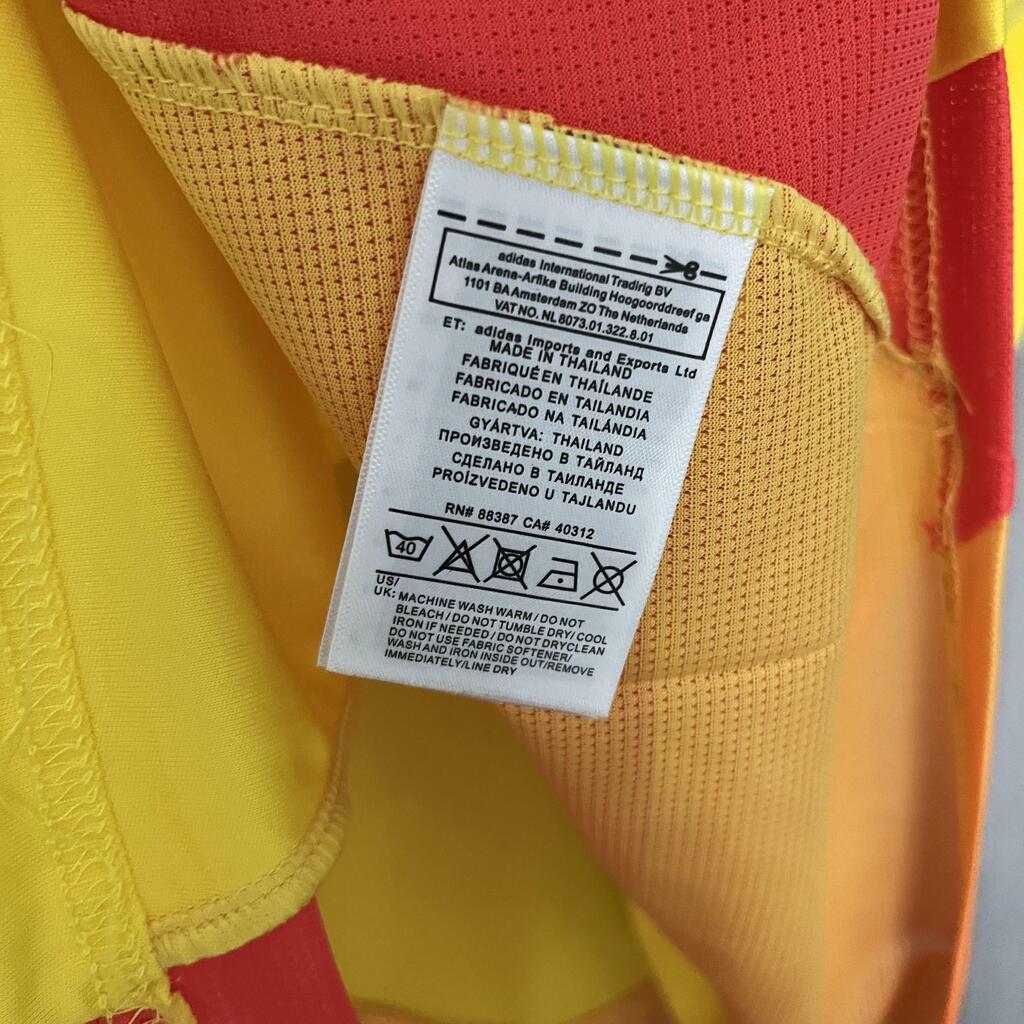 adidas International Tradirig BV
Atlas Arena-Arfika Building Hoogoorddreef ga
1101 BA Amsterdam ZO The Netherlands
VAT NO. NL 8073.01.322.8.01
ET: adidas Imports and Exports Ltd
MADE IN THAILAND
FABRIQUÉ EN THAÏLANDE
FABRICADO EN TAILANDIA
FABRICADO NA TAILÁNDIA
GYÁRTVA: THAILAND
ПРОИЗВЕДЕНО В ТАЙЛАНД
СДЕЛАНО В ТАИЛАНДЕ
PROÍZVEDENO U TAJLANDU
RN# 88387 CA# 40312
40
US/
UK: MACHINE WASH WARM / DO NOT
BLEACH / DO NOT TUMBLE DRY/ COOL
IRON IF NEEDED / DO NOT DRYCLEAN
DO NOT USE FABRIC SOFTENER/
WASH AND IRON INSIDE OUT/REMOVE
IMMEDIATELY/LINE DRY